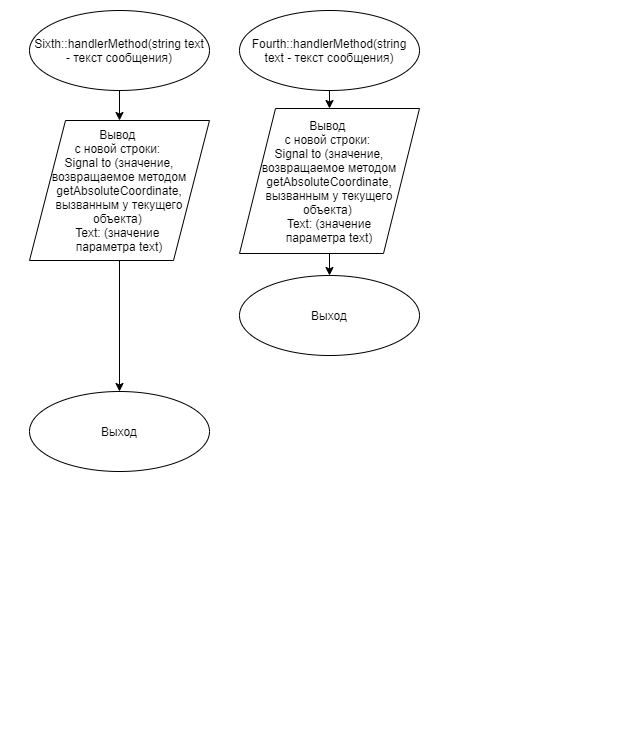 Sixth::handlerMethod(string text
- текст сообщения)
Вывод
с новой строки:
Signal to (значение,
возвращаемое методом
getAbsoluteCoordinate,
вызванным у текущего
объекта)
Text: (значение
параметра text)
Выход
Fourth::handlerMethod(string
text - текст сообщения)
Вывод
с новой строки:
Signal to (значение,
возвращаемое методом
getAbsoluteCoordinate,
вызванным у текущего
объекта)
Text: (значение
параметра text)
Выход